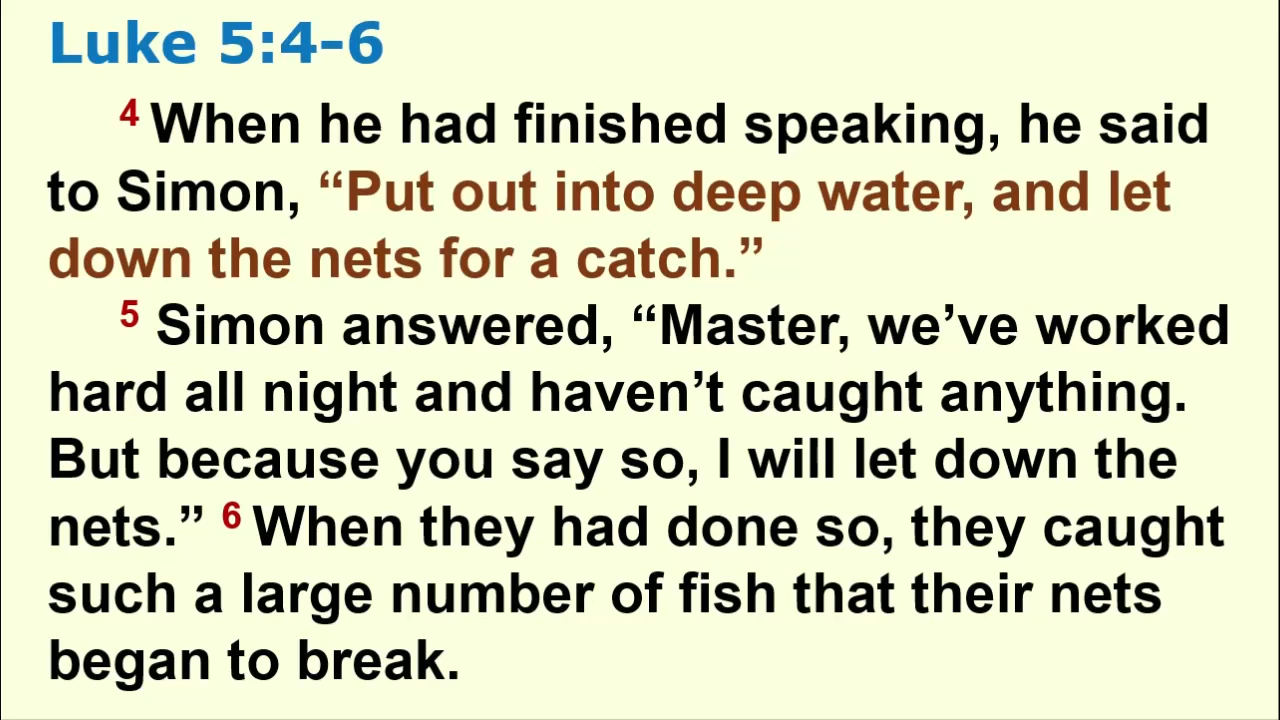 Luke 5:4-6
4 When he had finished speaking, he said
to Simon, “Put out into deep water, and let
down the nets for a catch.”
5 Simon answered, “Master, we’ve worked
hard all night and haven’t caught anything.
But because you say so, I will let down the
nets.” 6 When they had done so, they caught
such a large number of fish that their nets
began to break.